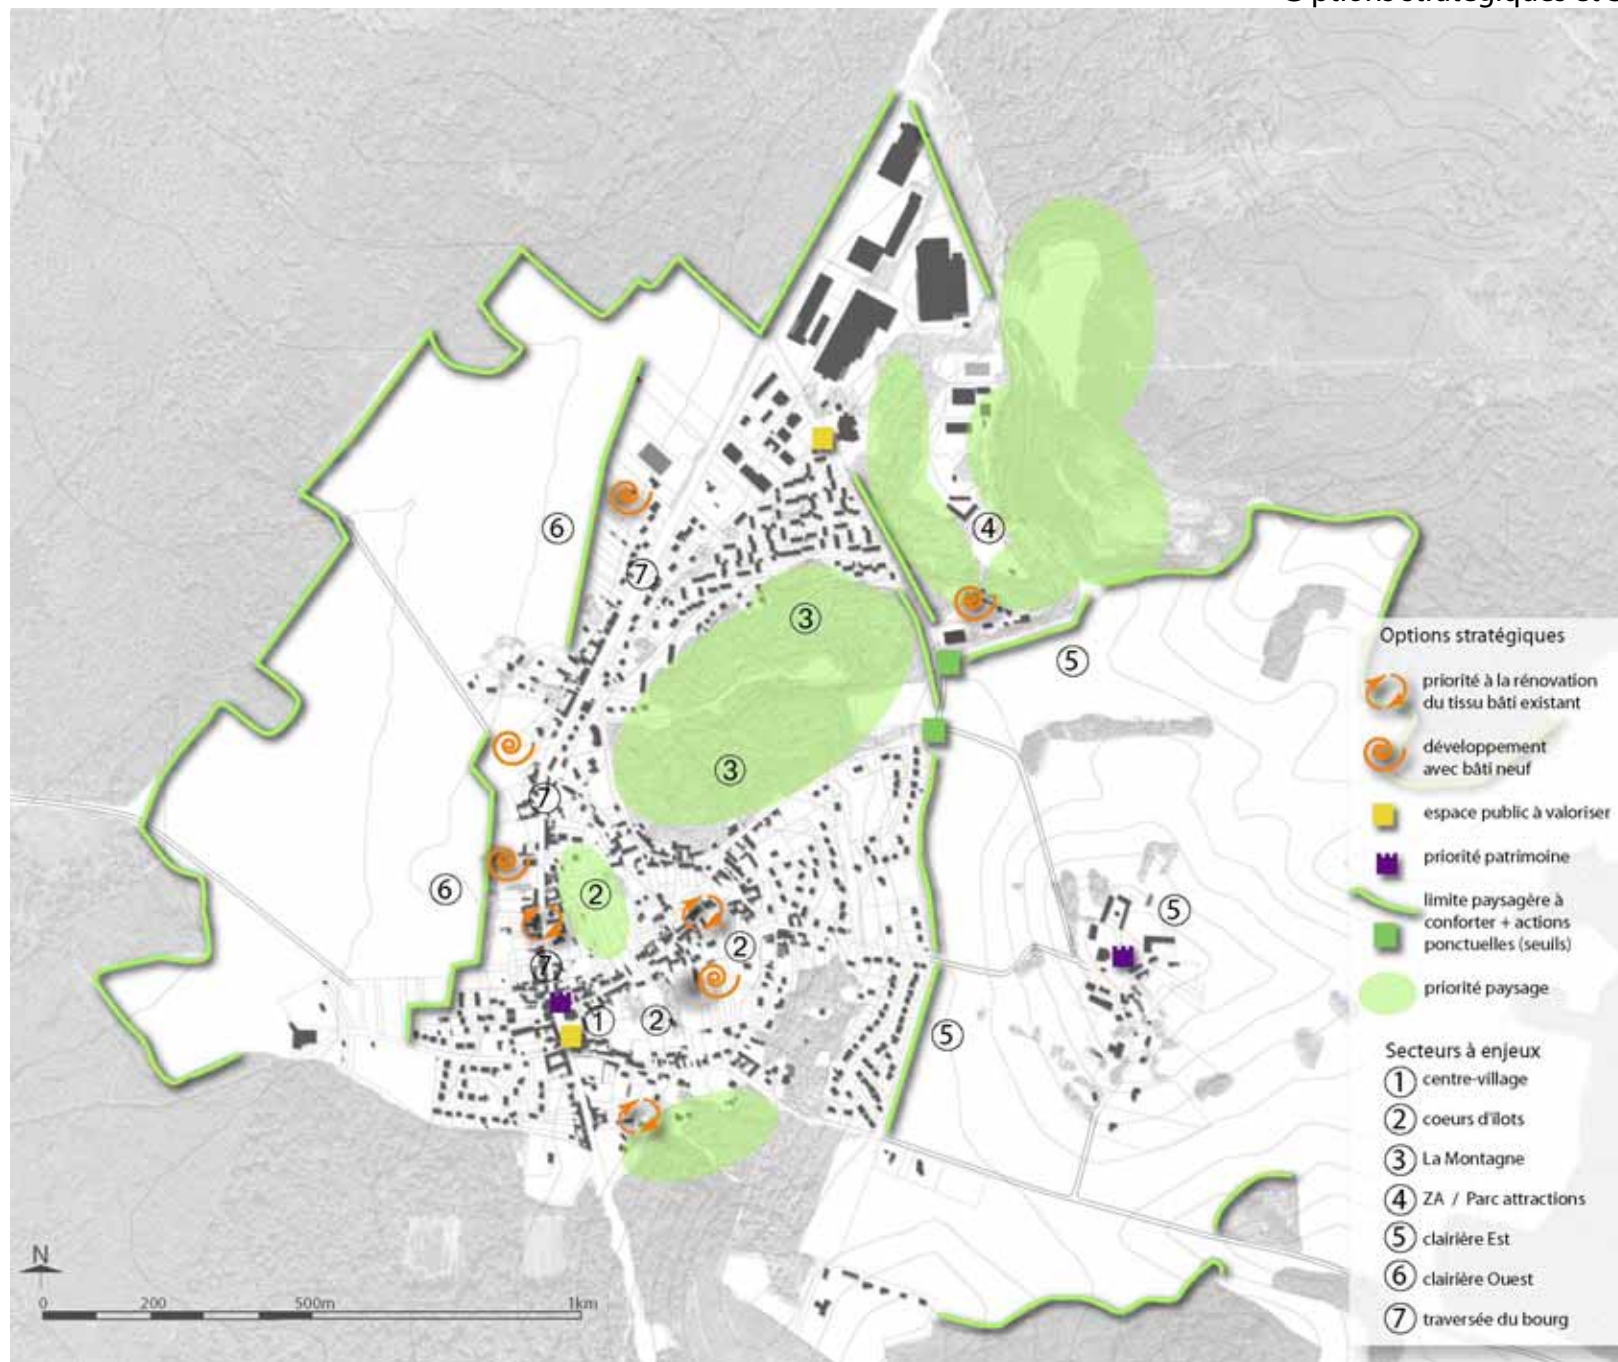 6
7
4
3
5
3
7
6
2
2
5
7
1
2
5
Options stratégiques
priorité à la rénovation
du tissu bâti existant
développement
avec bâti neuf
espace public à valoriser
priorité patrimoine
limite paysagère à
conforter + actions
ponctuelles (seuils)
priorité paysage
Secteurs à enjeux
1 centre-village
2 coeurs d'îlots
3 La Montagne
4 ZA / Parc attractions
5 clairière Est
6 clairière Ouest
7 traversée du bourg
N
0 200 500m 1km